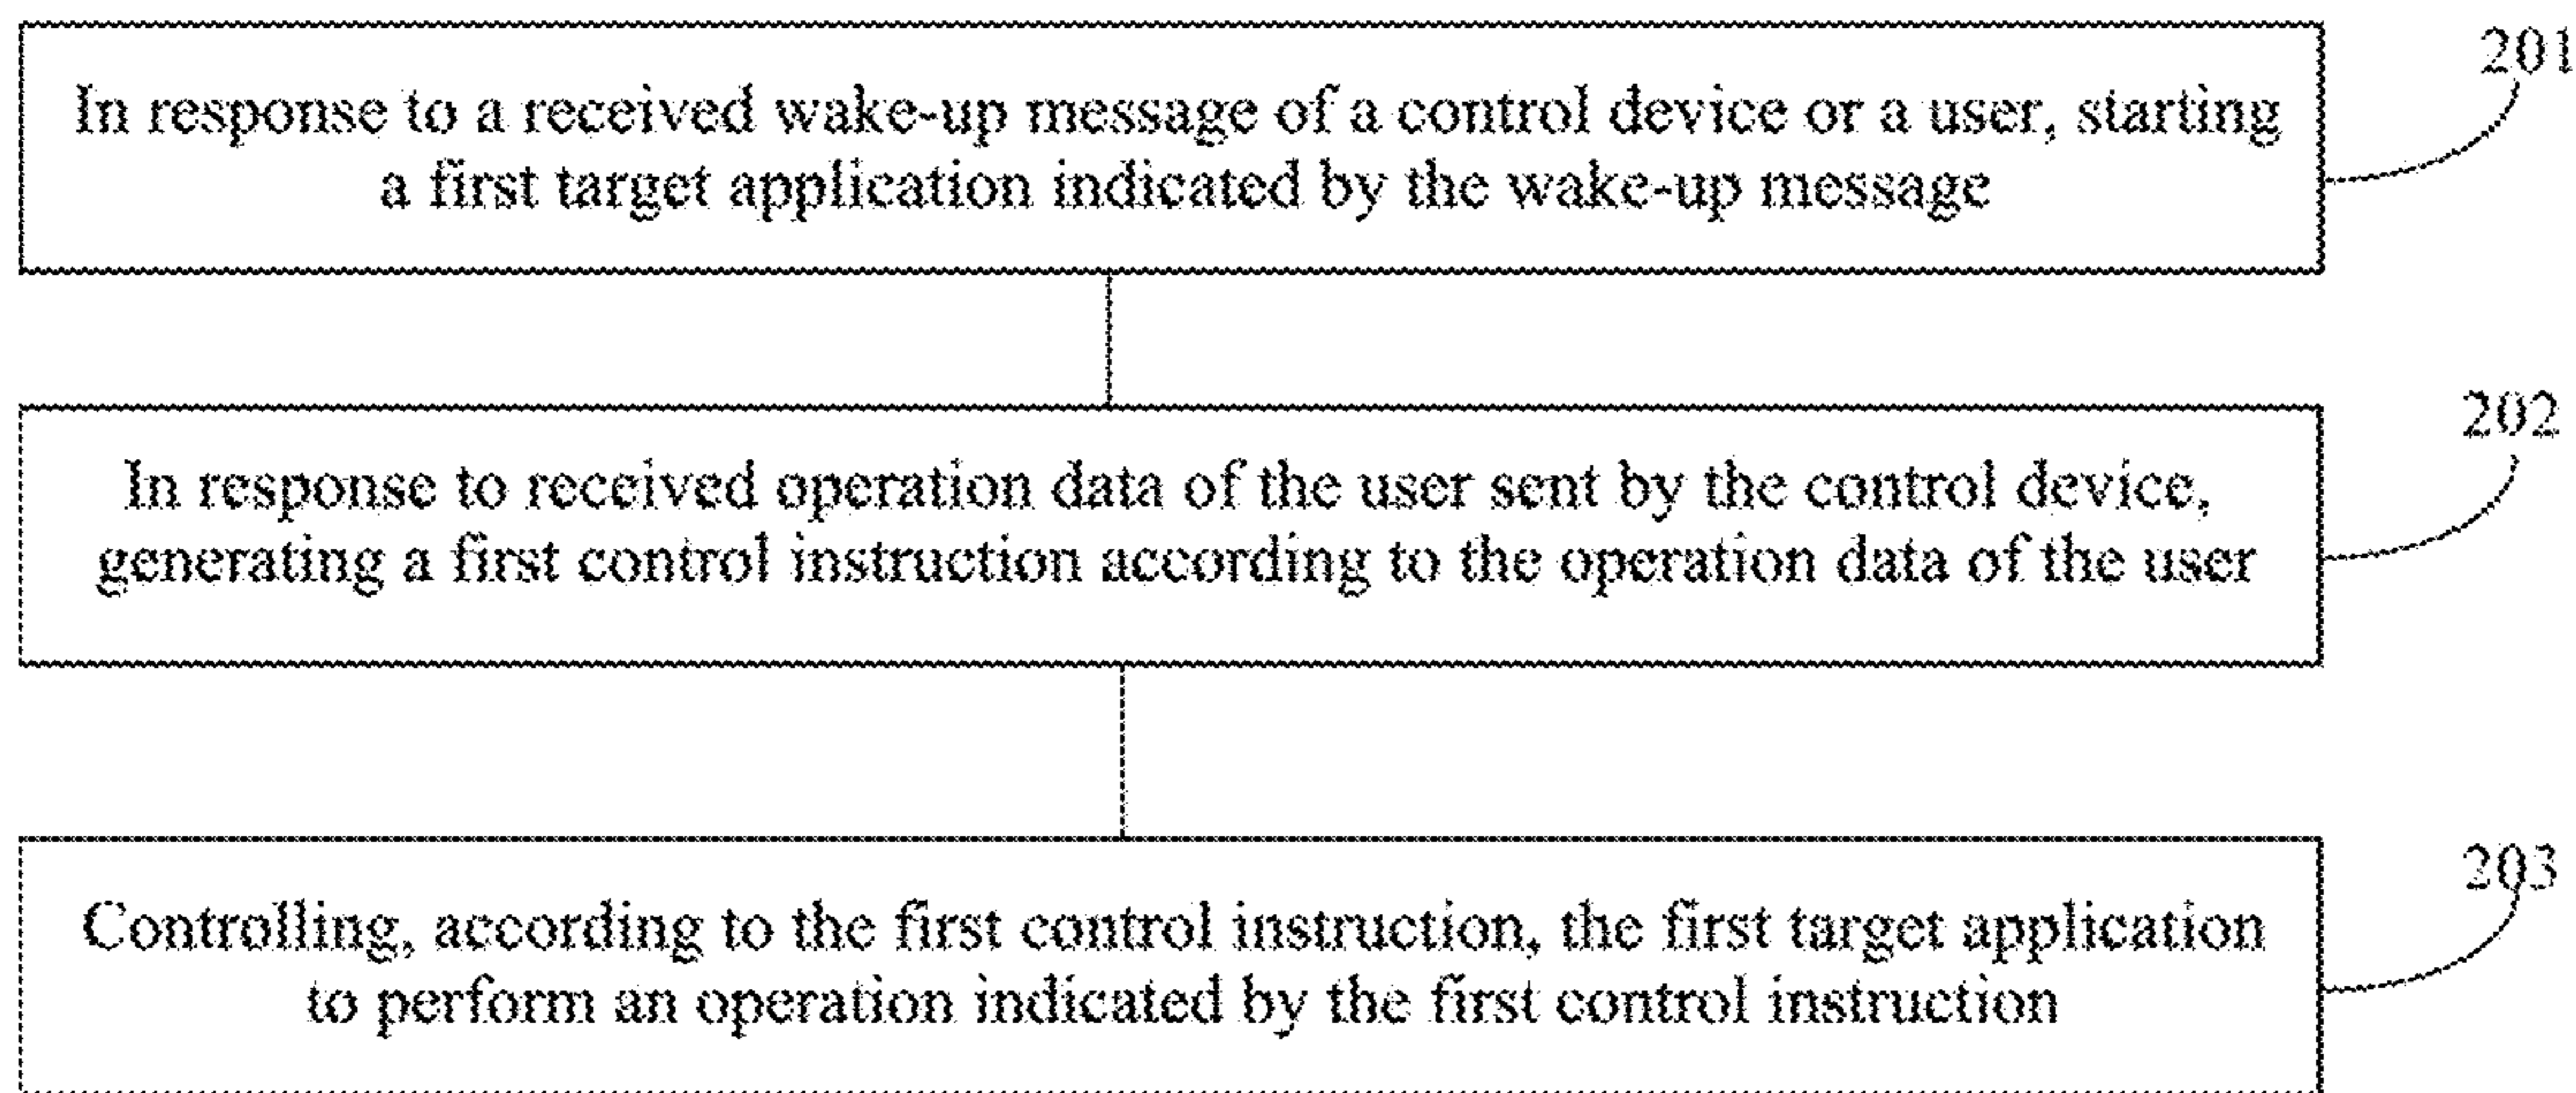 201
In response to a received wake-up message of a control device or a user, starting
a first target application indicated by the wake-up message
202
In response to received operation data of the user sent by the control device,
generating a first control instruction according to the operation data of the user
203
Controlling, according to the first control instruction, the first target application
to perform an operation indicated by the first control instruction